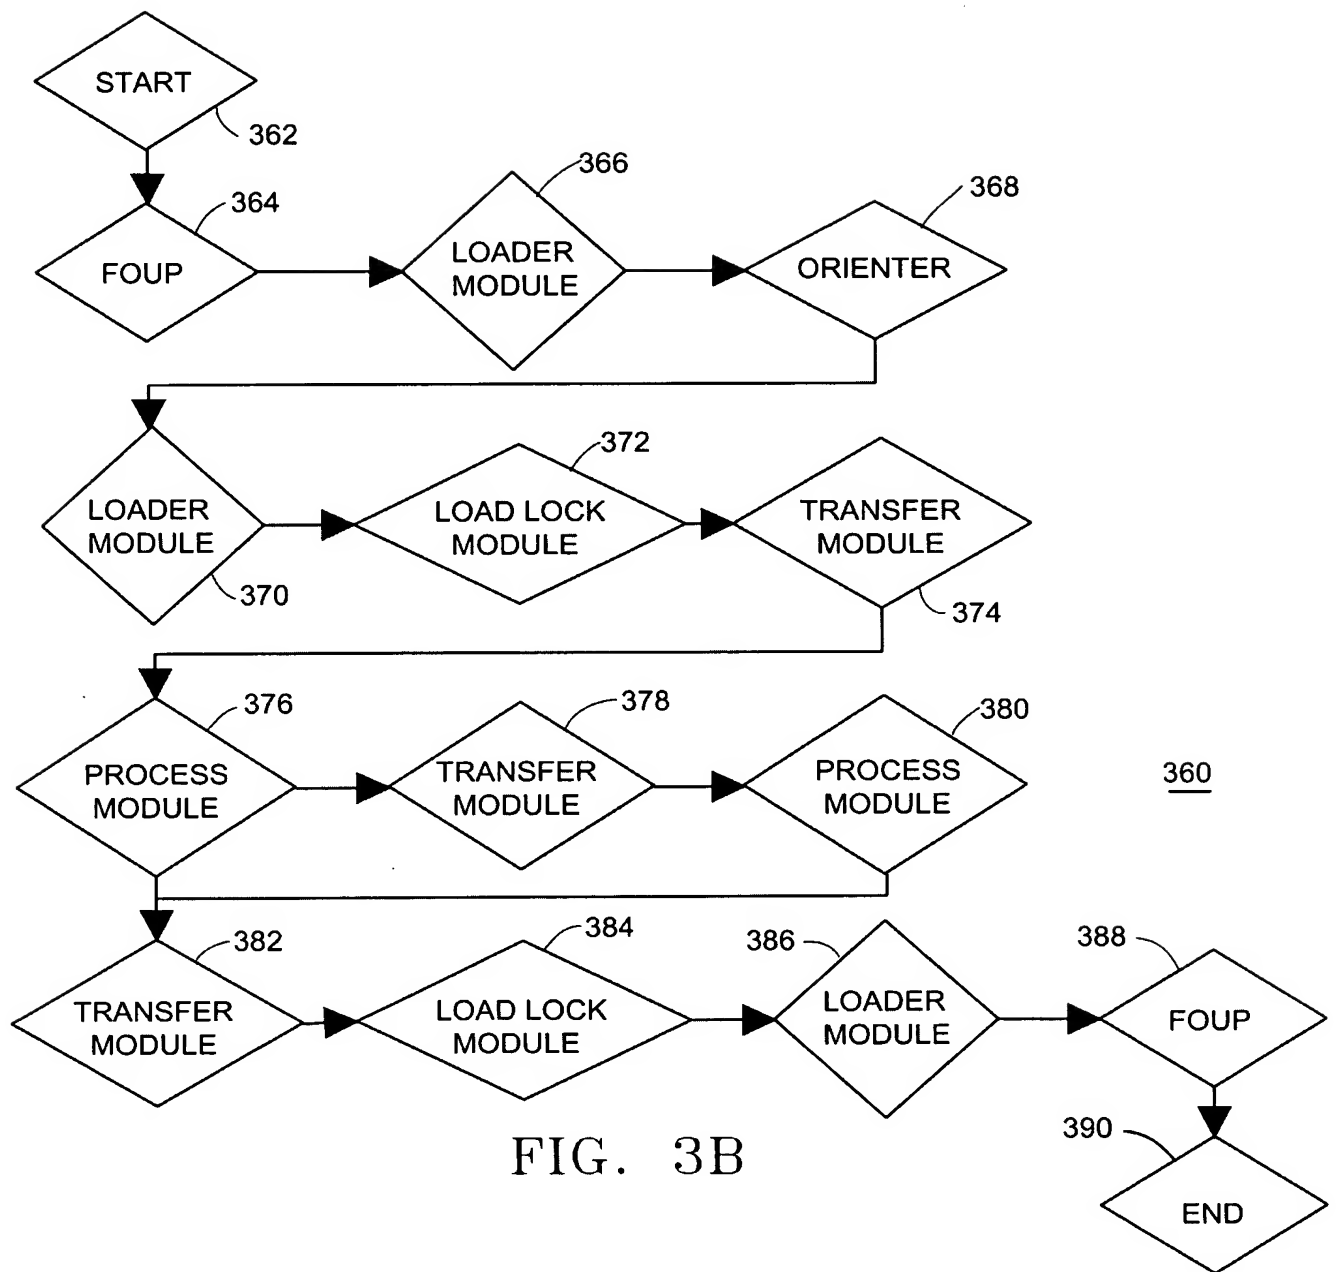 START
362
364
FOUP
366
LOADER
MODULE
368
ORIENTER
LOADER
MODULE
370
372
LOAD LOCK
MODULE
TRANSFER
MODULE
374
376
PROCESS
MODULE
378
TRANSFER
MODULE
380
PROCESS
MODULE
360
382
TRANSFER
MODULE
384
LOAD LOCK
MODULE
386
LOADER
MODULE
388
FOUP
390
END
FIG. 3B